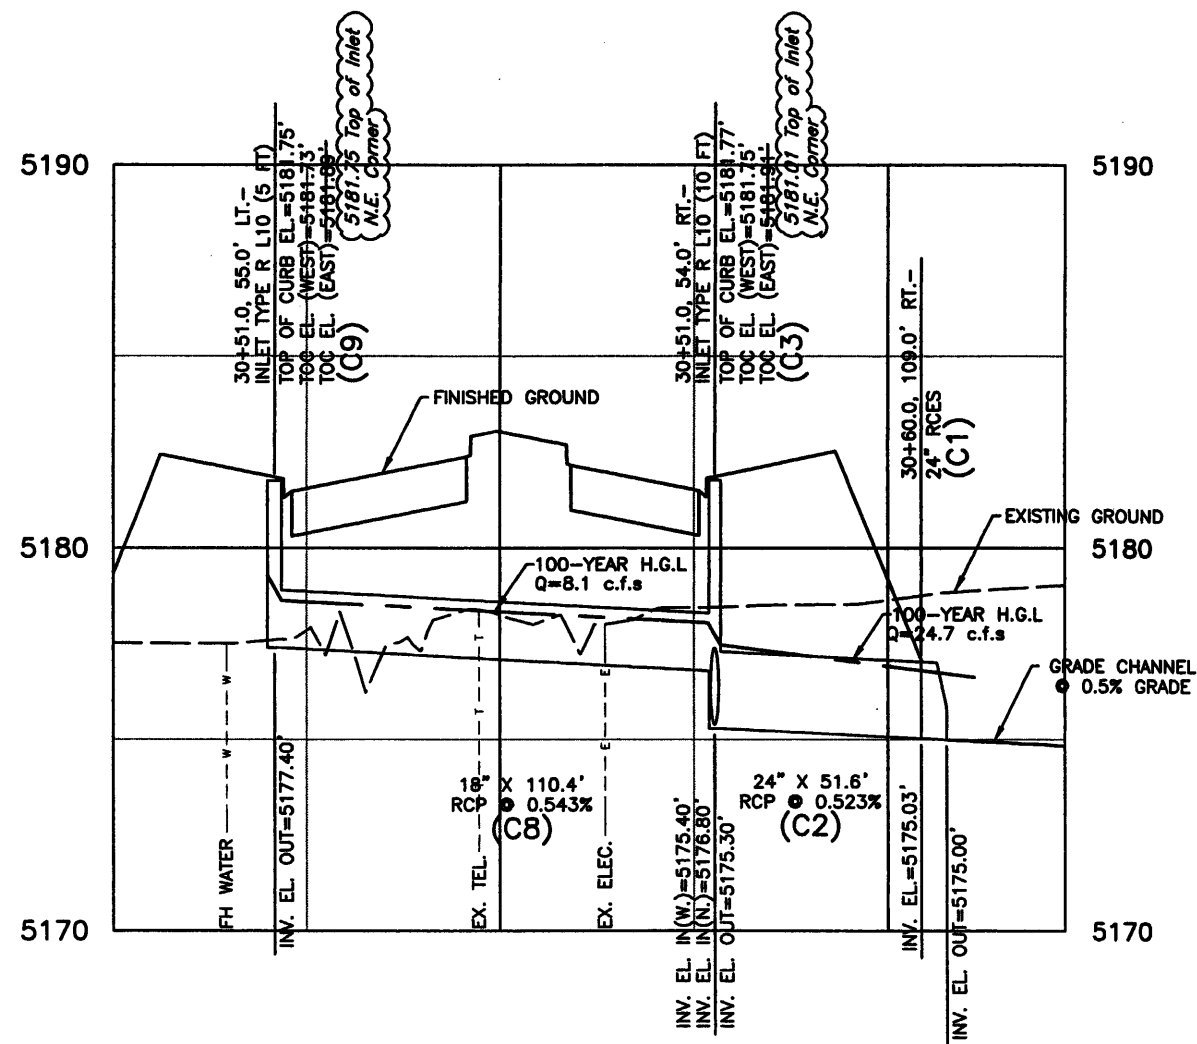 5181.75 Top of Inlet
N.E. Corner
5181.01 Top of Inlet
N.E. Corner
5190
5190
30+51.0, 55.0' LT.-
INLET TYPE R L10 (5 FT)
TOP OF CURB EL.=5181.75'
TOC EL. (WEST)=5181.73'
TOC EL. (EAST)=5181.89'
(C9)
30+51.0, 54.0' RT.-
INLET TYPE R L10 (10 FT)
TOP OF CURB EL.=5181.77'
TOC EL. (WEST)=5181.75'
TOC EL. (EAST)=5181.91'
(C3)
30+60.0, 109.0' RT.-
24" RCES
(C1)
FINISHED GROUND
EXISTING GROUND
5180
5180
100-YEAR H.G.L
Q=8.1 c.f.s
100-YEAR H.G.L
Q=24.7 c.f.s
GRADE CHANNEL
@ 0.5% GRADE
W
W
T
T
E
E
18" X 110.4'
RCP @ 0.543%
(C8)
24" X 51.6'
RCP @ 0.523%
(C2)
FH WATER
INV. EL. OUT=5177.40'
EX. TEL.
EX. ELEC.
INV. EL. IN(W.)=5175.40'
INV. EL. IN(N.)=5176.80'
INV. EL. OUT=5175.30'
INV. EL.=5175.03'
INV. EL. OUT=5175.00'
5170
5170